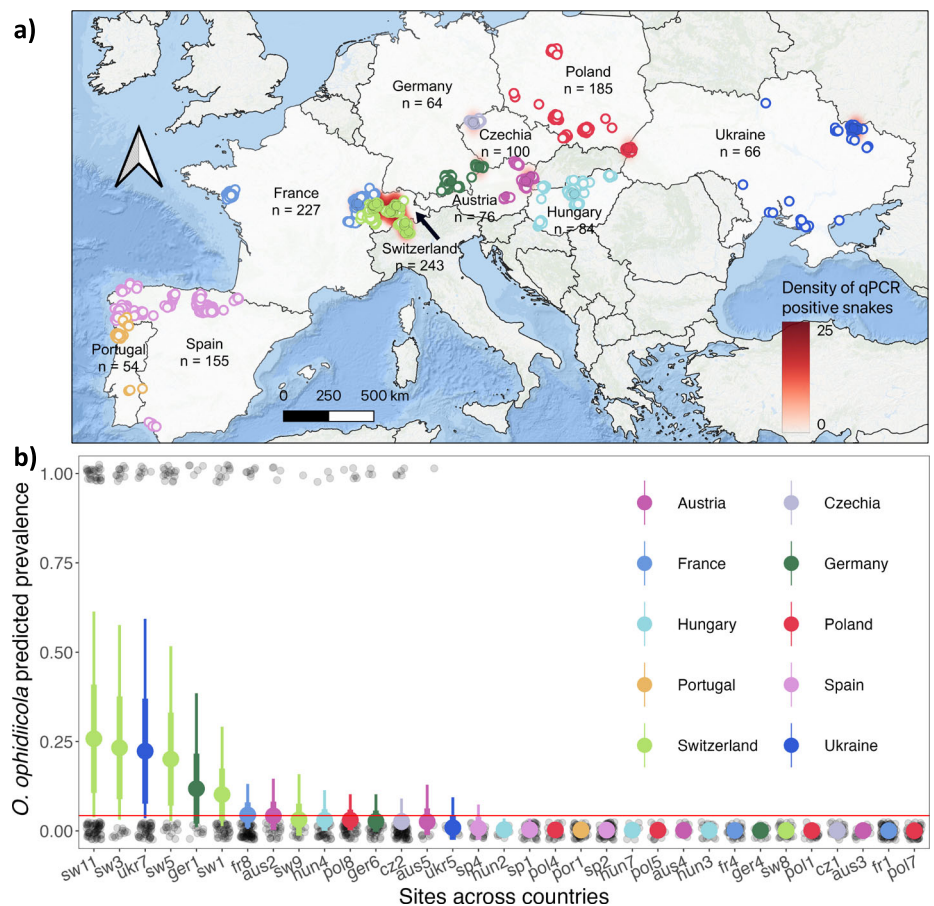 a)
Germany
n = 64
Poland
n = 185
Czechia
n = 100
Ukraine
n = 66
France
n = 227
Austria
n = 76
Hungary
n = 84
Switzerland
n = 243
Density of qPCR
positive snakes
25
0
Portugal
n = 54
Spain
n = 155
0 250 500 km
b)
1.00
0.75
0.50
0.25
0.00
O. ophidiicola predicted prevalence
Austria
Czechia
France
Germany
Hungary
Poland
Portugal
Spain
Switzerland
Ukraine
sw11 sw3 ukr7 sw5 ger1 sw1 fr8 aus2 sw9 hun4 pol8 ger6 cz2 aus5 ukr5 sp4 hun2 sp1 pol4 por1 sp2 hun7 pol5 aus4 hun3 fr4 ger4 sw8 pol1 cz1 aus3 fr1 pol7
Sites across countries